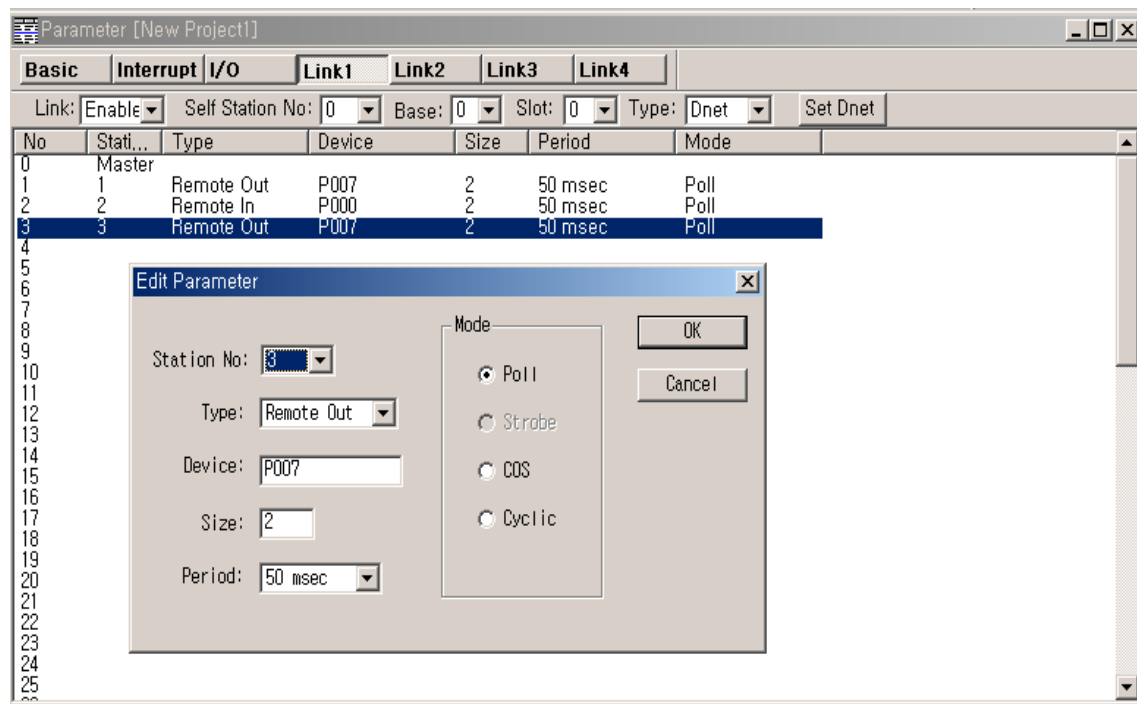 Parameter [New Project1]
Basic Interrupt I/O Link1 Link2 Link3 Link4
Link: Enable Self Station No: 0 Base: 0 Slot: 0 Type: Dnet Set Dnet
No Stati... Type Device Size Period Mode
0 Master
1 1 Remote Out P007 2 50 msec Poll
2 2 Remote In P000 2 50 msec Poll
3 3 Remote Out P007 2 50 msec Poll
4
5
6
7
8
9
10
11
12
13
14
15
16
17
18
19
20
21
22
23
24
25
Edit Parameter
Station No: 3
Type: Remote Out
Device: P007
Size: 2
Period: 50 msec
Mode
Poll
Strobe
COS
Cyclic
OK
Cancel